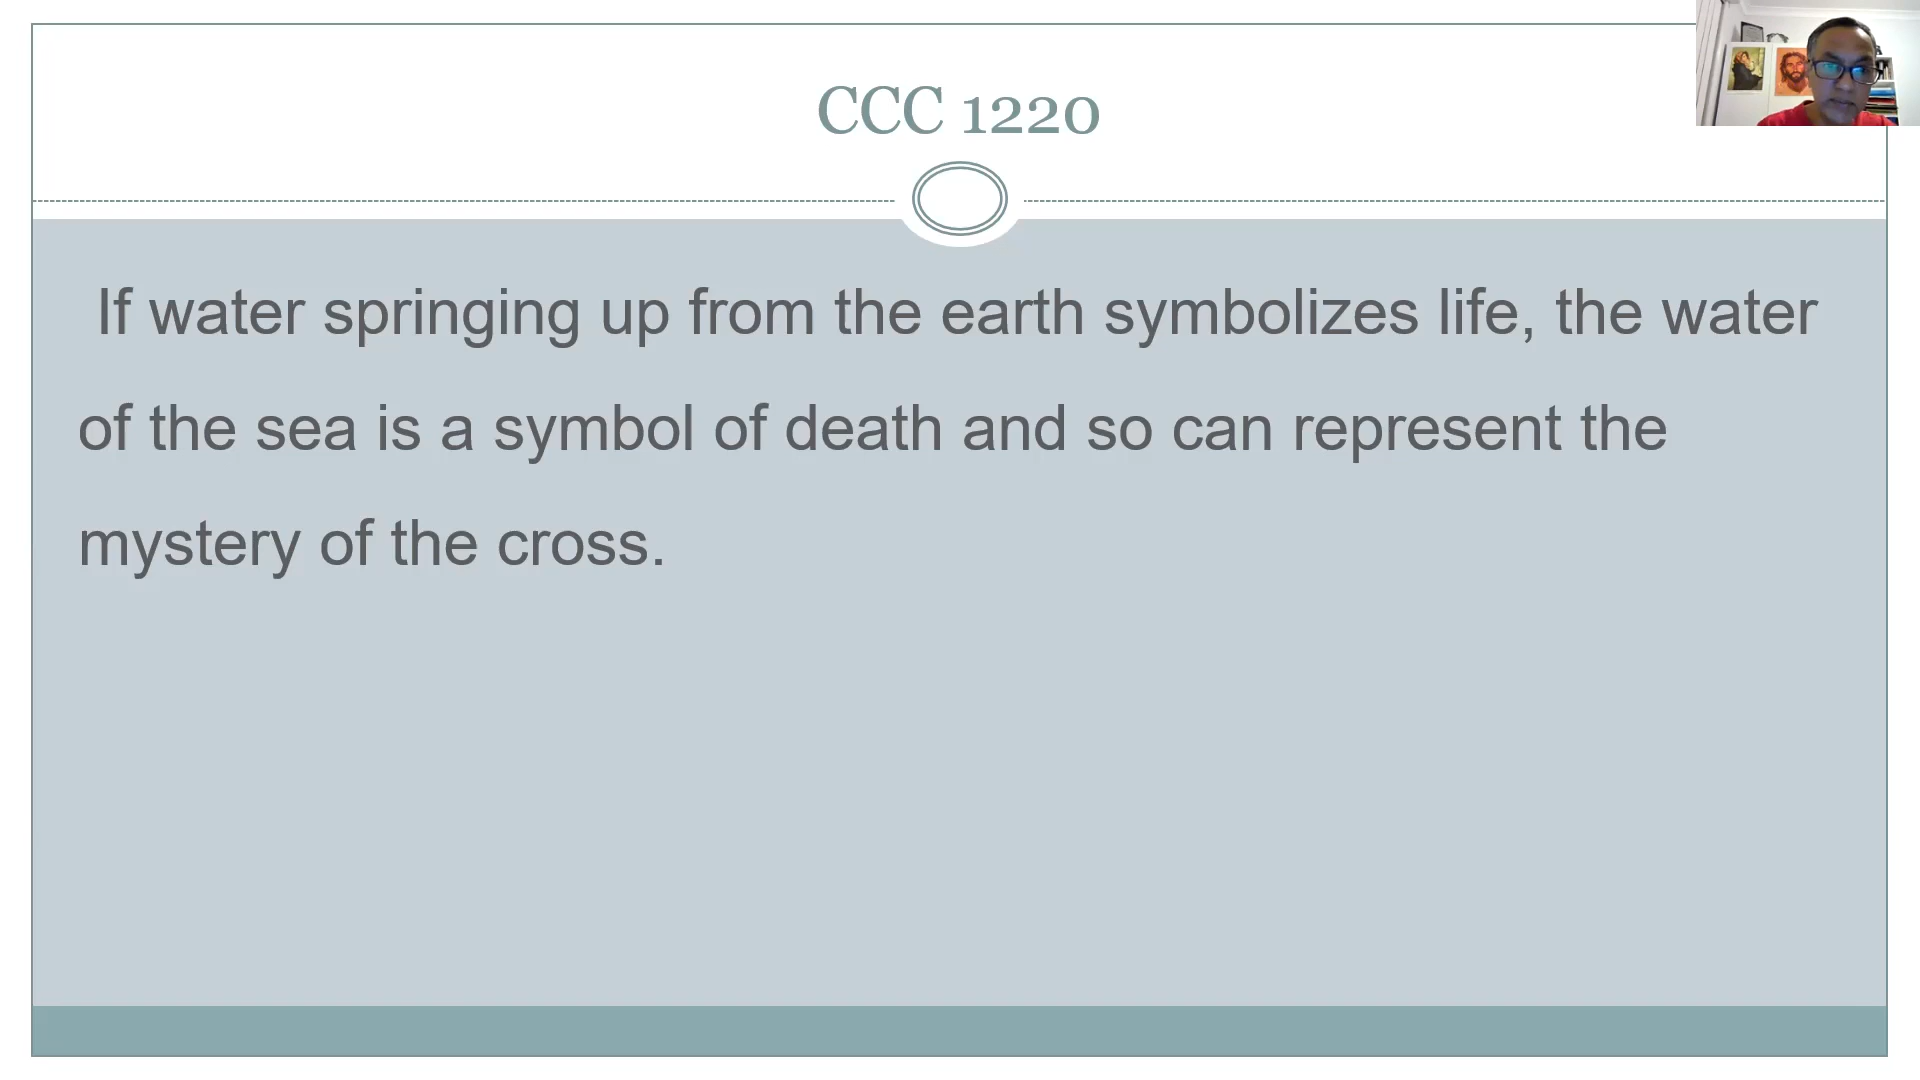 CCC 1220
If water springing up from the earth symbolizes life, the water
of the sea is a symbol of death and so can represent the
mystery of the cross.